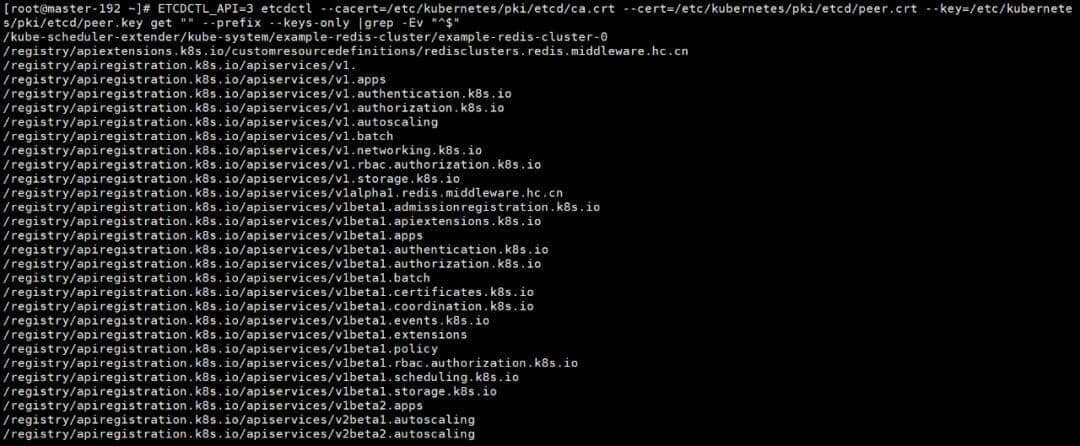 [root@master-192 ~]# ETCDCTL_API=3 etcdctl --cacert=/etc/kubernetes/pki/etcd/ca.crt --cert=/etc/kubernetes/pki/etcd/peer.crt --key=/etc/kubernete
s/pki/etcd/peer.key get "" --prefix --keys-only |grep -Ev "^$"
/kube-scheduler-extender/kube-system/example-redis-cluster/example-redis-cluster-0
/registry/apiextensions.k8s.io/customresourcedefinitions/redisclusters.redis.middleware.hc.cn
/registry/apiregistration.k8s.io/apiservices/v1.
/registry/apiregistration.k8s.io/apiservices/v1.apps
/registry/apiregistration.k8s.io/apiservices/v1.authentication.k8s.io
/registry/apiregistration.k8s.io/apiservices/v1.authorization.k8s.io
/registry/apiregistration.k8s.io/apiservices/v1.autoscaling
/registry/apiregistration.k8s.io/apiservices/v1.batch
/registry/apiregistration.k8s.io/apiservices/v1.networking.k8s.io
/registry/apiregistration.k8s.io/apiservices/v1.rbac.authorization.k8s.io
/registry/apiregistration.k8s.io/apiservices/v1.storage.k8s.io
/registry/apiregistration.k8s.io/apiservices/v1alpha1.redis.middleware.hc.cn
/registry/apiregistration.k8s.io/apiservices/v1beta1.admissionregistration.k8s.io
/registry/apiregistration.k8s.io/apiservices/v1beta1.apiextensions.k8s.io
/registry/apiregistration.k8s.io/apiservices/v1beta1.apps
/registry/apiregistration.k8s.io/apiservices/v1beta1.authentication.k8s.io
/registry/apiregistration.k8s.io/apiservices/v1beta1.authorization.k8s.io
/registry/apiregistration.k8s.io/apiservices/v1beta1.batch
/registry/apiregistration.k8s.io/apiservices/v1beta1.certificates.k8s.io
/registry/apiregistration.k8s.io/apiservices/v1beta1.coordination.k8s.io
/registry/apiregistration.k8s.io/apiservices/v1beta1.events.k8s.io
/registry/apiregistration.k8s.io/apiservices/v1beta1.extensions
/registry/apiregistration.k8s.io/apiservices/v1beta1.policy
/registry/apiregistration.k8s.io/apiservices/v1beta1.rbac.authorization.k8s.io
/registry/apiregistration.k8s.io/apiservices/v1beta1.scheduling.k8s.io
/registry/apiregistration.k8s.io/apiservices/v1beta1.storage.k8s.io
/registry/apiregistration.k8s.io/apiservices/v1beta2.apps
/registry/apiregistration.k8s.io/apiservices/v2beta1.autoscaling
/registry/apiregistration.k8s.io/apiservices/v2beta2.autoscaling